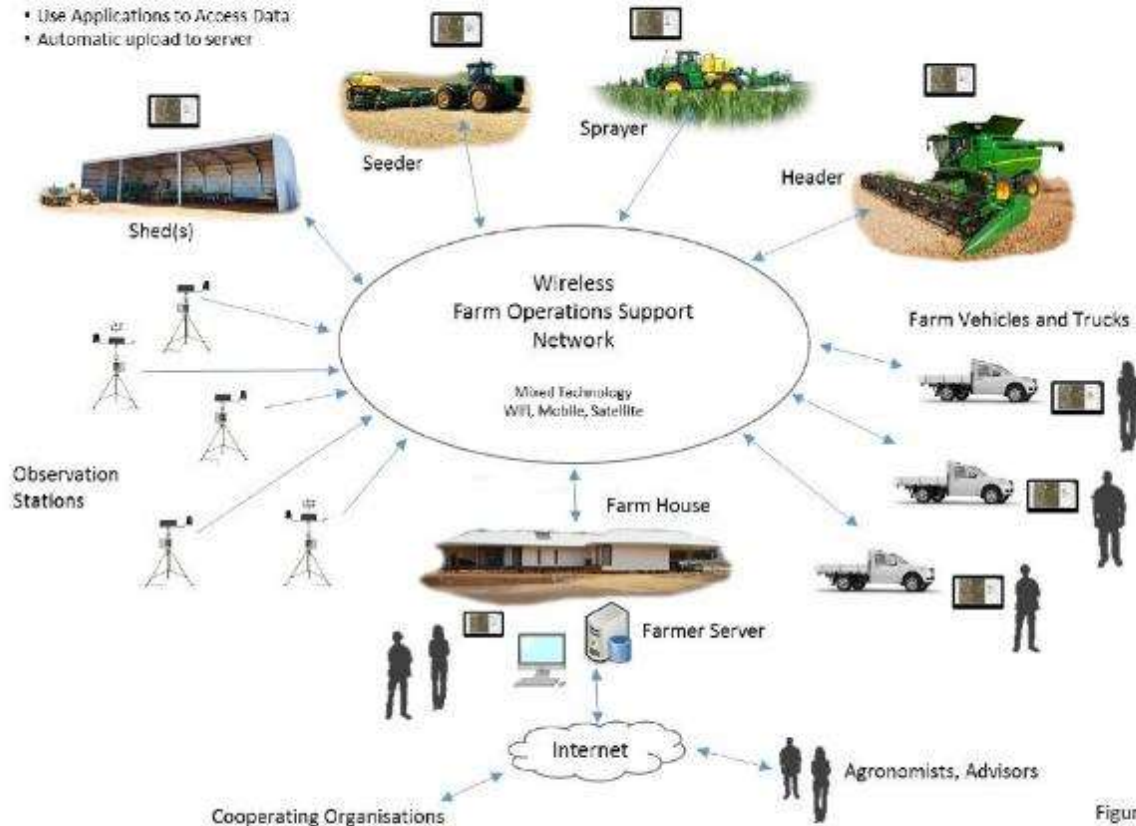 • Use Applications to Access Data
• Automatic upload to server
Seeder
Sprayer
Header
Shed(s)
Wireless
Farm Operations Support
Network
Mixed Technology
WiFi, Mobile, Satellite
Farm Vehicles and Trucks
Observation
Stations
Farm House
Farmer Server
Internet
Agronomists, Advisors
Cooperating Organisations
Figur